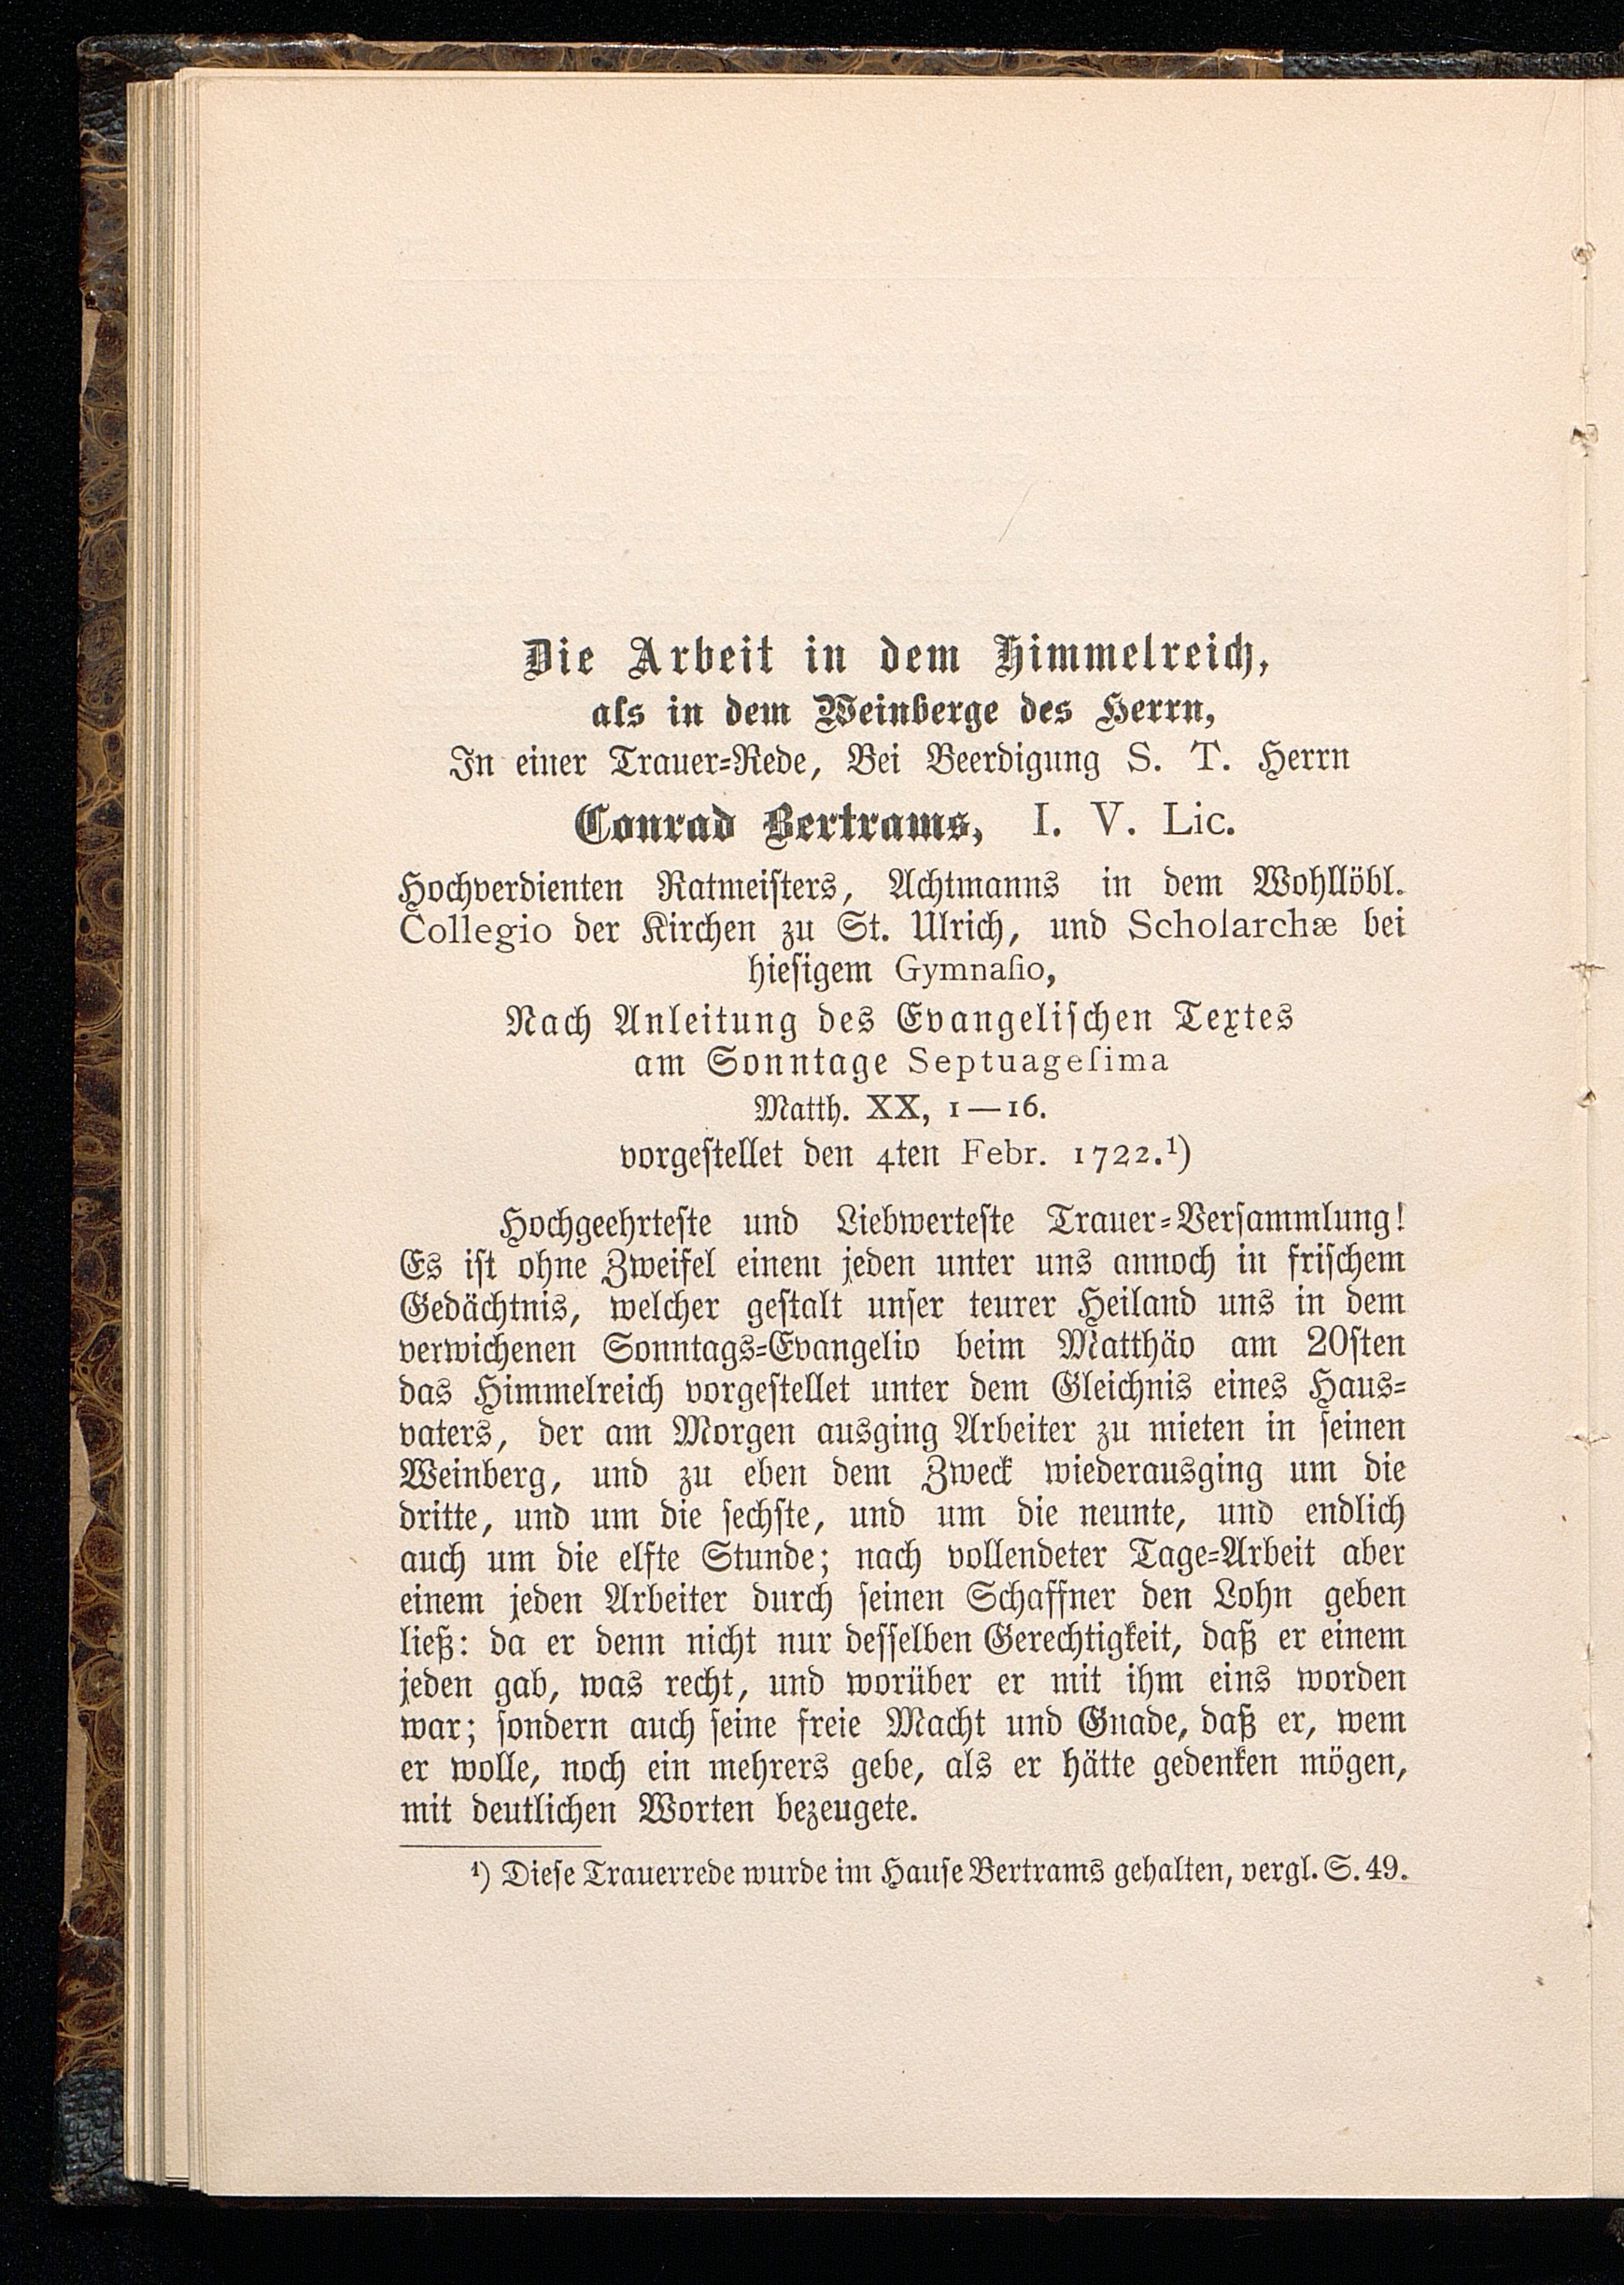 Die Arbeit in dem Himmelreich,
als in dem Weinberge des Herrn,
In einer Trauer-Rede, Bei Beerdigung S. T. Herrn
Conrad Bertrams, I. V. Lic.
Hochverdienten Ratmeiſters, Achtmanns in dem Wohllöbl.
Collegio der Kirchen zu St. Ulrich, und Scholarchæ bei
hieſigem Gymnaſio,
Nach Anleitung des Evangeliſchen Textes
am Sonntage Septuageſima
Matth. XX, 1—16.
vorgeſtellet den 4ten Febr. 1722.¹)
Hochgeehrteſte und Liebwerteſte Trauer-Verſammlung!
Es iſt ohne Zweifel einem jeden unter uns annoch in friſchem
Gedächtnis, welcher geſtalt unſer teurer Heiland uns in dem
verwichenen Sonntags-Evangelio beim Matthäo am 20ſten
das Himmelreich vorgeſtellet unter dem Gleichnis eines Haus-
vaters, der am Morgen ausging Arbeiter zu mieten in ſeinen
Weinberg, und zu eben dem Zweck wiederausging um die
dritte, und um die ſechſte, und um die neunte, und endlich
auch um die elfte Stunde; nach vollendeter Tage-Arbeit aber
einem jeden Arbeiter durch ſeinen Schaffner den Lohn geben
ließ: da er denn nicht nur desſelben Gerechtigkeit, daß er einem
jeden gab, was recht, und worüber er mit ihm eins worden
war; ſondern auch ſeine freie Macht und Gnade, daß er, wem
er wolle, noch ein mehrers gebe, als er hätte gedenken mögen,
mit deutlichen Worten bezeugete.
¹) Dieſe Trauerrede wurde im Hauſe Bertrams gehalten, vergl. S. 49.